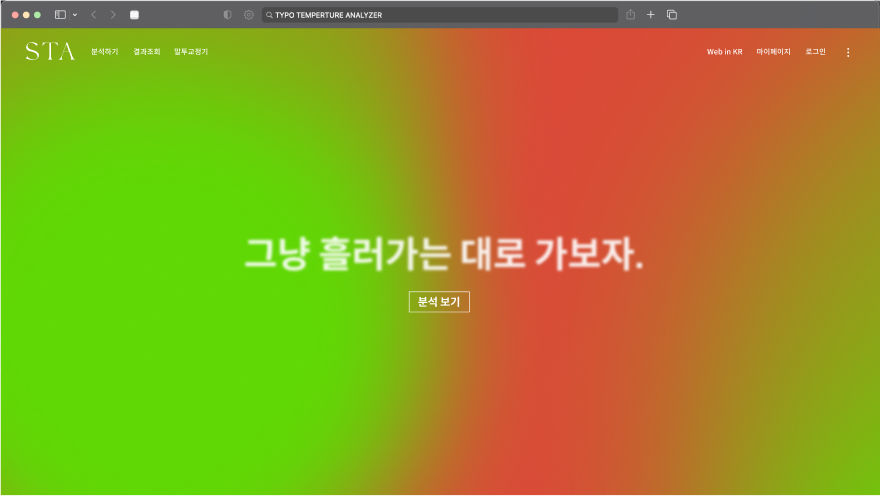 TYPO TEMPERTURE ANALYZER
STA 분석하기 결과조회 말투교정기 Web in KR 마이페이지 로그인
그냥 흘러가는 대로 가보자.
분석 보기